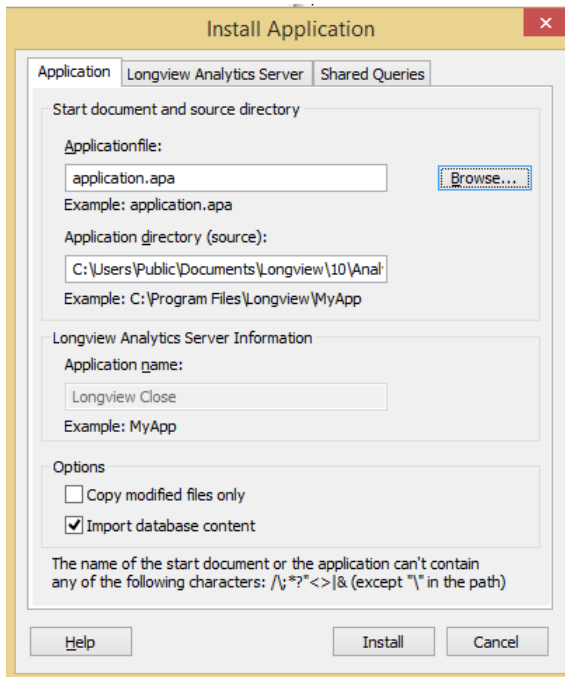 Install Application
Application
Longview Analytics Server
Shared Queries
Start document and source directory
Applicationfile:
application.apa
Browse...
Example: application.apa
Application directory (source):
C:\Users\Public\Documents\Longview\10\Anal
Example: C:\Program Files\Longview\MyApp
Longview Analytics Server Information
Application name:
Longview Close
Example: MyApp
Options
Copy modified files only
Import database content
The name of the start document or the application can't contain
any of the following characters: /\;*?"<>|& (except "\" in the path)
Help
Install
Cancel